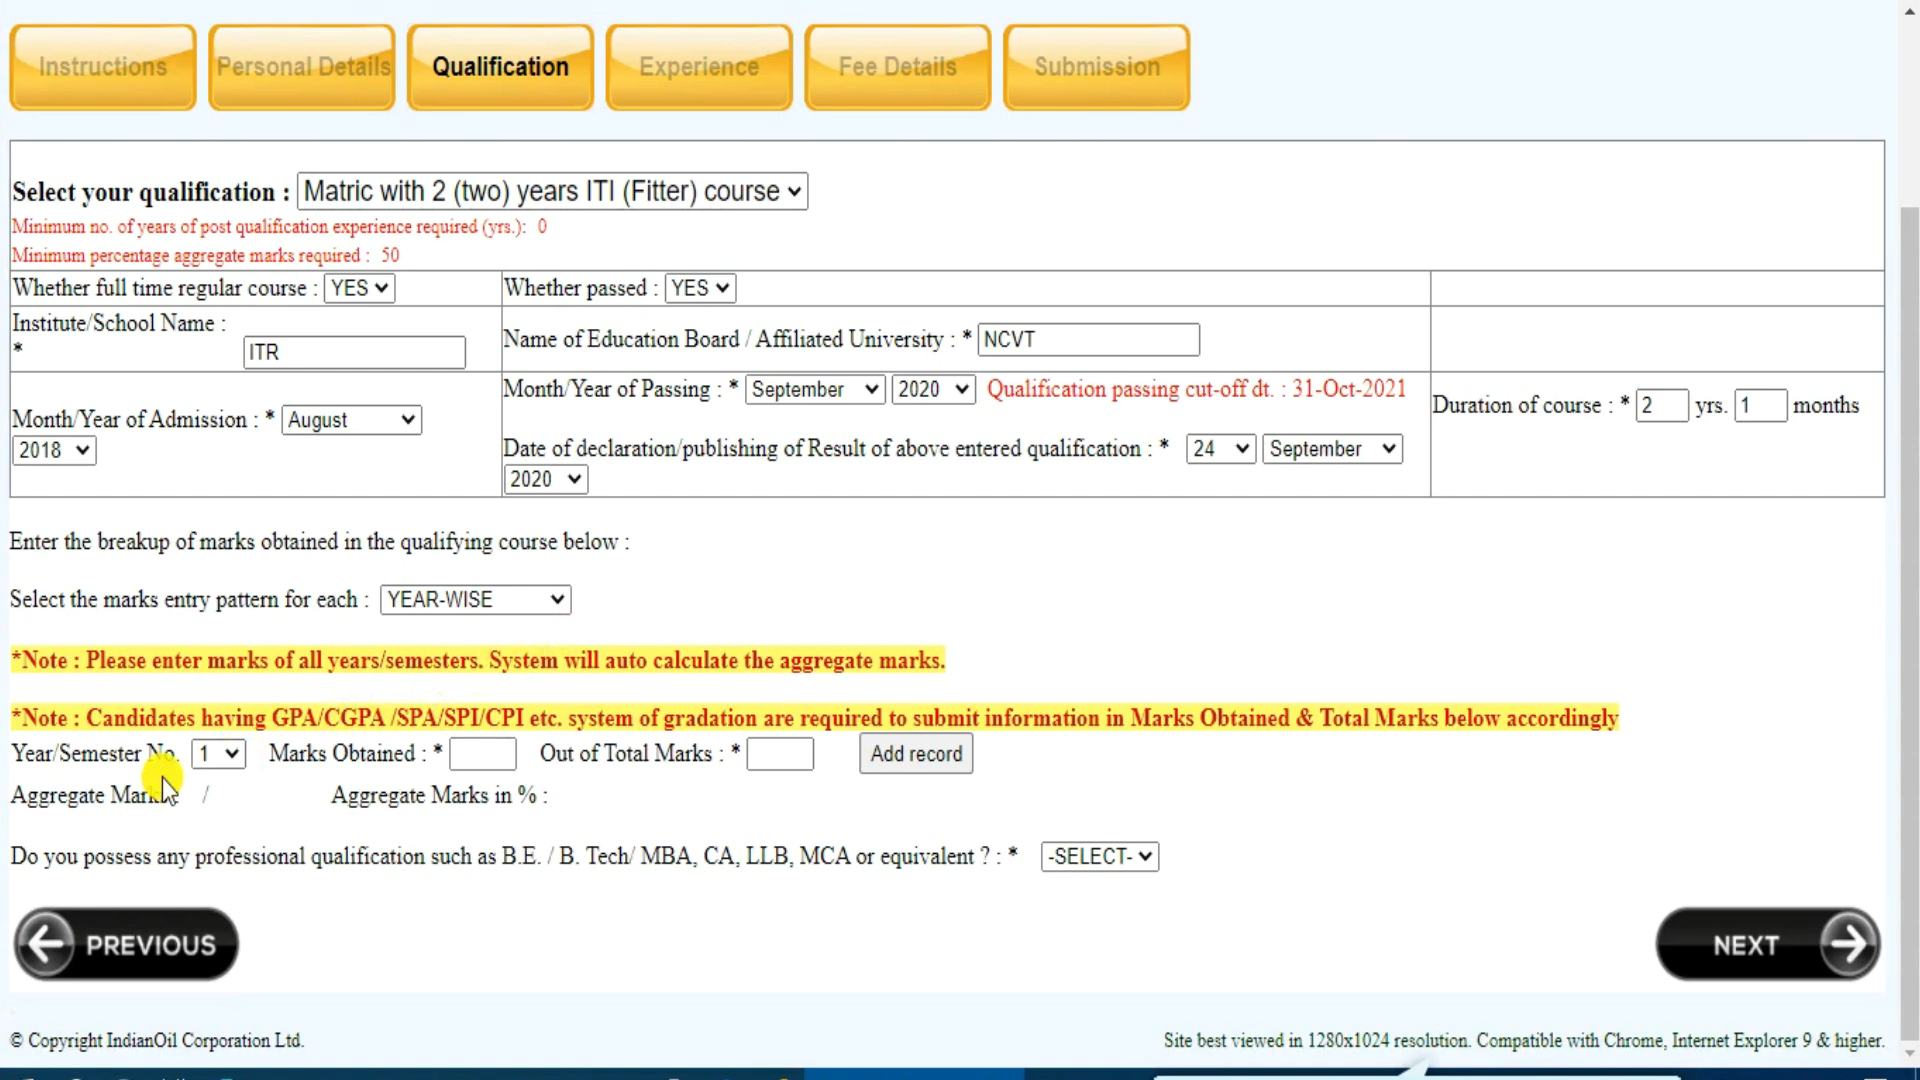 Instructions Personal Details Qualification Experience Fee Details Submission
Select your qualification : Matric with 2 (two) years ITI (Fitter) course
Minimum no. of years of post qualification experience required (yrs.): 0
Minimum percentage aggregate marks required : 50
Whether full time regular course : YES Whether passed : YES
Institute/School Name :
* ITR
Name of Education Board / Affiliated University : * NCVT
Month/Year of Admission : * August
2018
Month/Year of Passing : * September 2020 Qualification passing cut-off dt. : 31-Oct-2021
Date of declaration/publishing of Result of above entered qualification : * 24 September
2020
Duration of course : * 2 yrs. 1 months
Enter the breakup of marks obtained in the qualifying course below :
Select the marks entry pattern for each : YEAR-WISE
*Note : Please enter marks of all years/semesters. System will auto calculate the aggregate marks.
*Note : Candidates having GPA/CGPA /SPA/SPI/CPI etc. system of gradation are required to submit information in Marks Obtained & Total Marks below accordingly
Year/Semester No. 1 Marks Obtained : * Out of Total Marks : * Add record
Aggregate Marks / Aggregate Marks in % :
Do you possess any professional qualification such as B.E. / B. Tech/ MBA, CA, LLB, MCA or equivalent ? : * -SELECT-
PREVIOUS NEXT
© Copyright IndianOil Corporation Ltd. Site best viewed in 1280x1024 resolution. Compatible with Chrome, Internet Explorer 9 & higher.